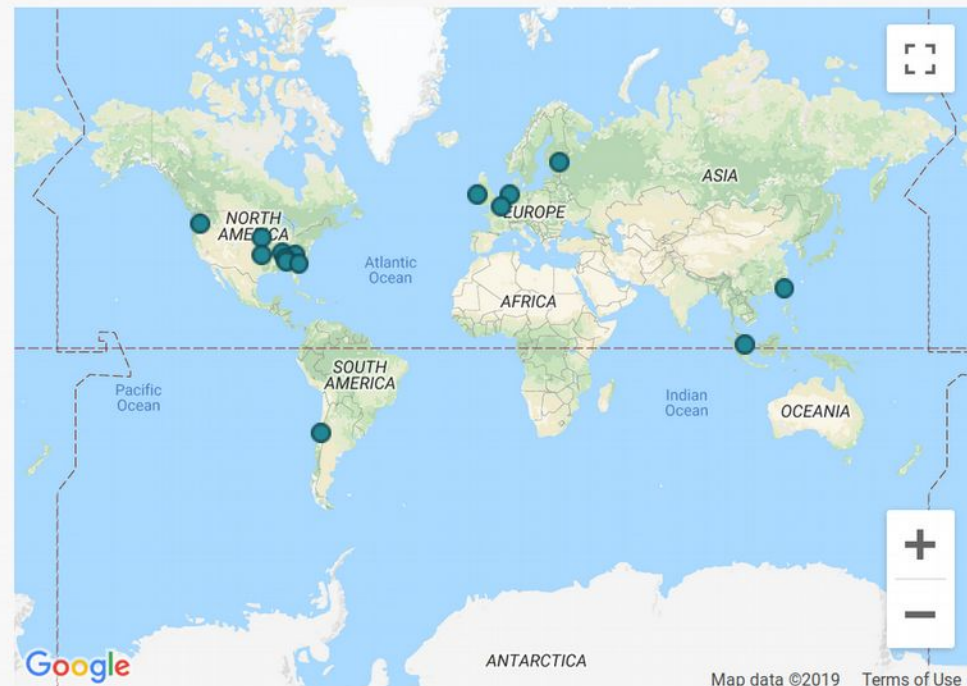 ASIA
NORTH
AMERICA
EUROPE
Atlantic
Ocean
AFRICA
SOUTH
AMERICA
Pacific
Ocean
Indian
Ocean
OCEANIA
+
−
Google
ANTARCTICA
Map data ©2019 Terms of Use